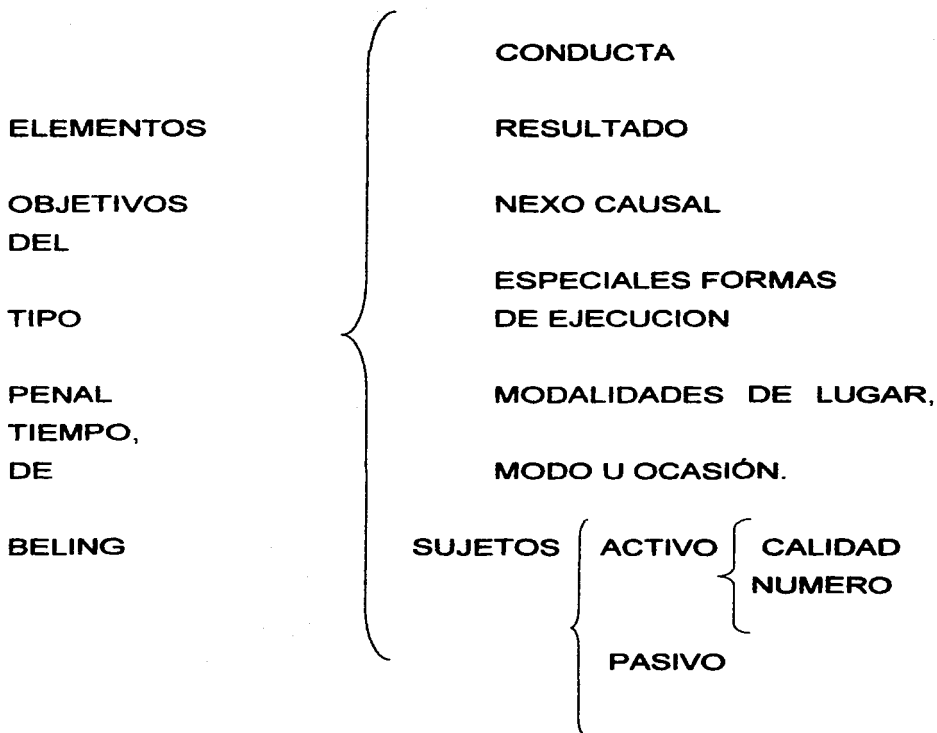 CONDUCTA
ELEMENTOS RESULTADO
OBJETIVOS NEXO CAUSAL
DEL
ESPECIALES FORMAS
TIPO DE EJECUCION
PENAL MODALIDADES DE LUGAR,
TIEMPO,
DE MODO U OCASIÓN.
BELING SUJETOS ACTIVO CALIDAD
NUMERO
PASIVO